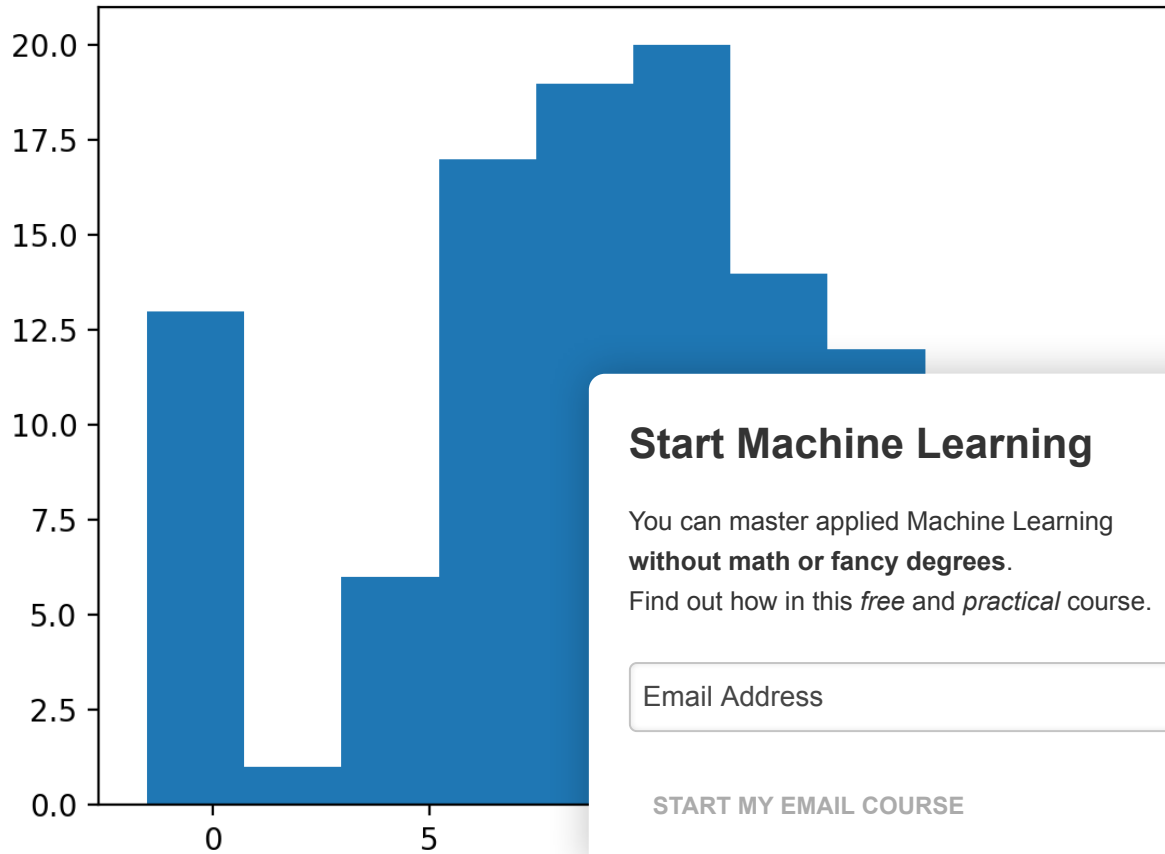 20.0
17.5
15.0
12.5
10.0
7.5
5.0
2.5
0.0
0 5
Start Machine Learning
You can master applied Machine Learning
without math or fancy degrees.
Find out how in this free and practical course.
Email Address
START MY EMAIL COURSE